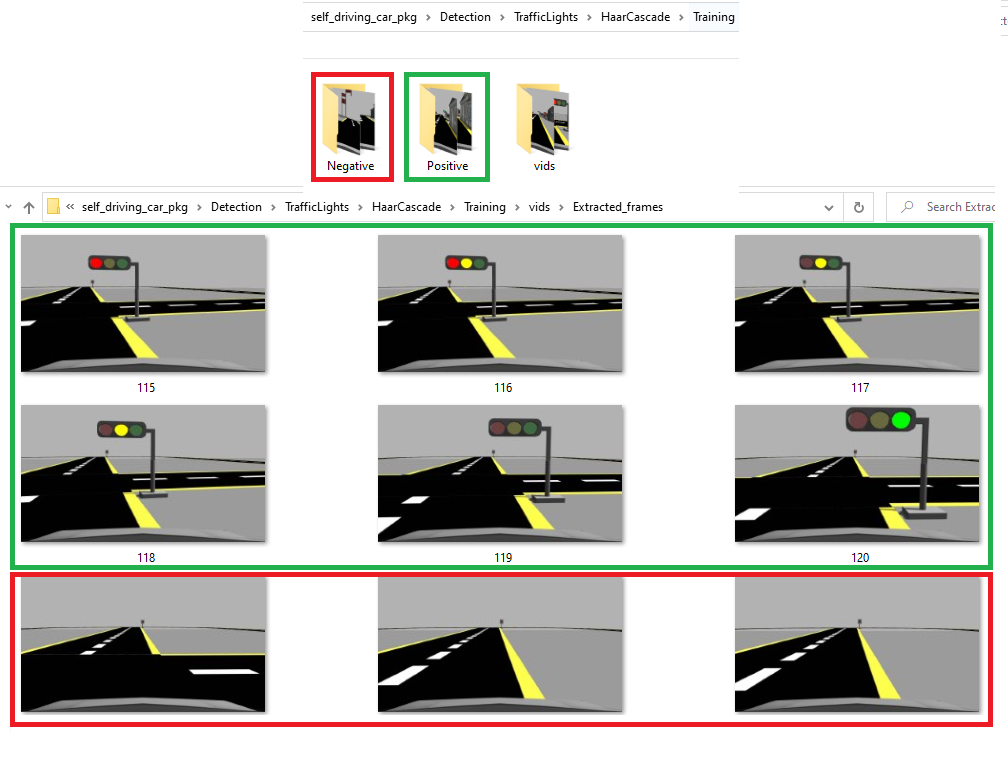 self_driving_car_pkg › Detection › TrafficLights › HaarCascade › Training
Negative
Positive
vids
« self_driving_car_pkg › Detection › TrafficLights › HaarCascade › Training › vids › Extracted_frames
Search Extrac
115
116
117
118
119
120